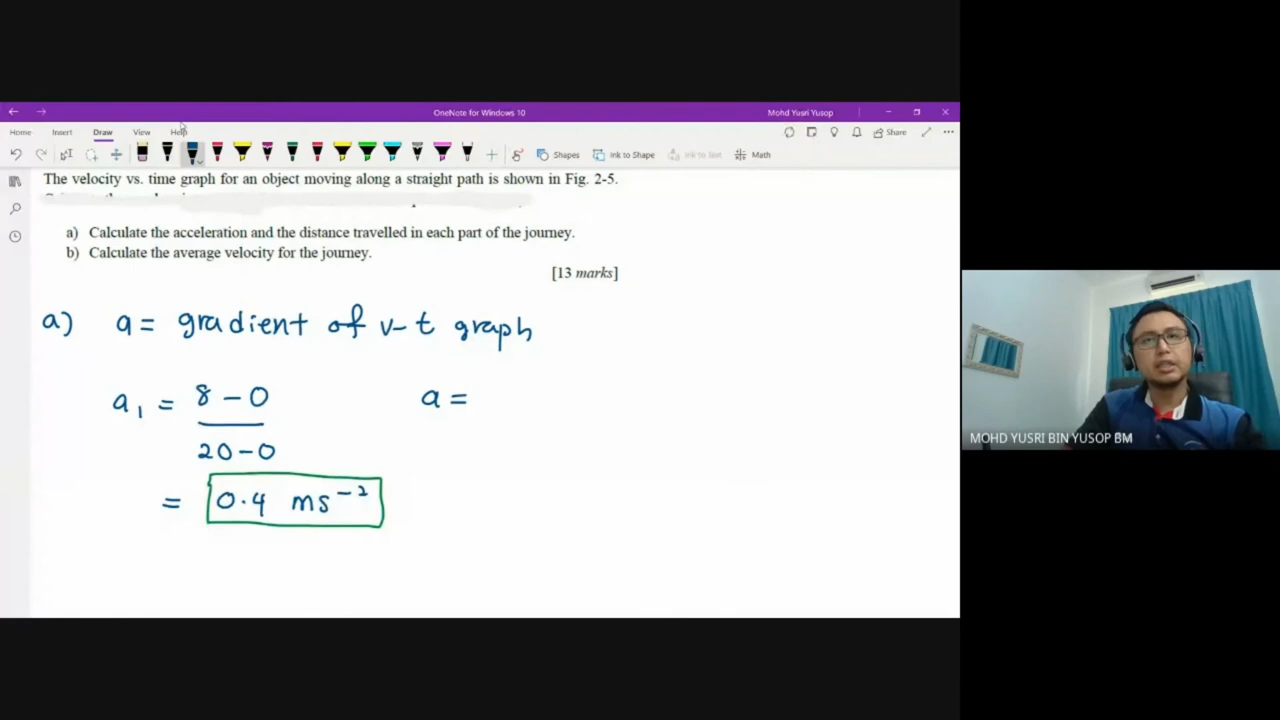 OneNote for Windows 10
Mohd Yusri Yusop
Home Insert Draw View Help
Share
Shapes Ink to Shape Ink to Text Math
The velocity vs. time graph for an object moving along a straight path is shown in Fig. 2-5.
a) Calculate the acceleration and the distance travelled in each part of the journey.
b) Calculate the average velocity for the journey.
[13 marks]
a) a = gradient of v-t graph
a₁ = 8 - 0 a =
20 - 0
= 0.4 ms⁻²
MOHD YUSRI BIN YUSOP BM